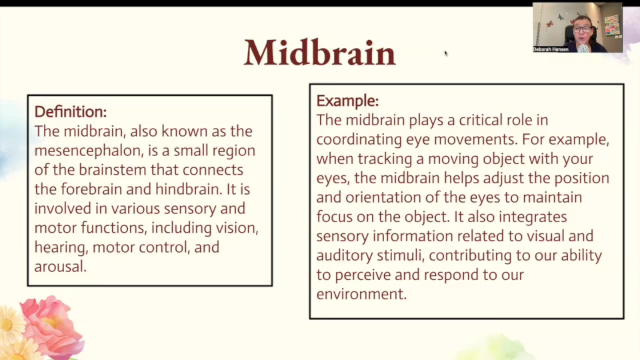 Midbrain
Deborah Hansen
Definition:
The midbrain, also known as the
mesencephalon, is a small region
of the brainstem that connects
the forebrain and hindbrain. It is
involved in various sensory and
motor functions, including vision,
hearing, motor control, and
arousal.
Example:
The midbrain plays a critical role in
coordinating eye movements. For example,
when tracking a moving object with your
eyes, the midbrain helps adjust the position
and orientation of the eyes to maintain
focus on the object. It also integrates
sensory information related to visual and
auditory stimuli, contributing to our ability
to perceive and respond to our
environment.